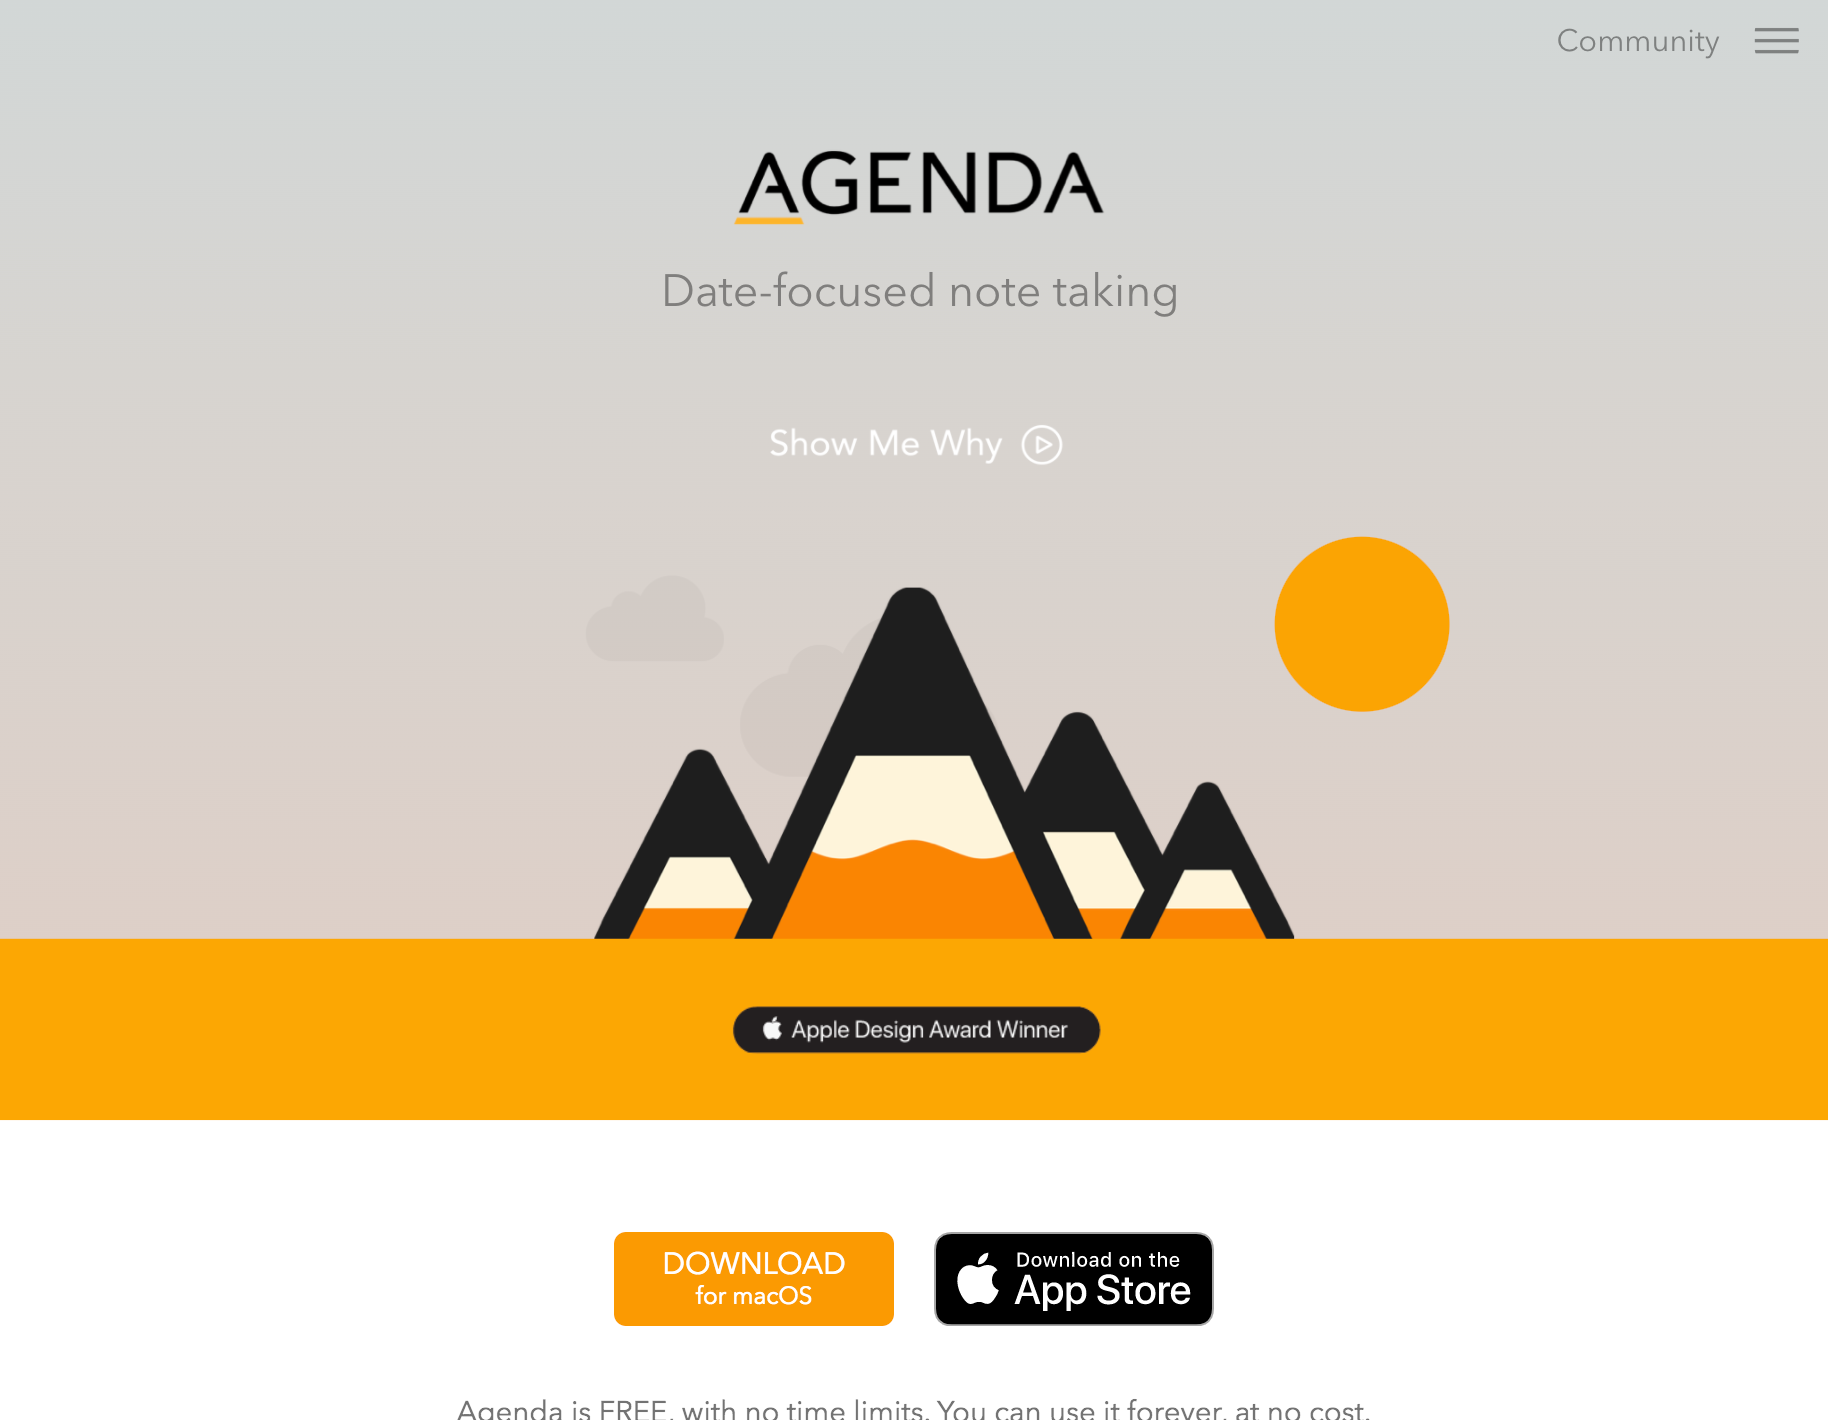 Community
AGENDA
Date-focused note taking
Show Me Why
Apple Design Award Winner
DOWNLOAD
for macOS
Download on the
App Store
Agenda is FREE, with no time limits. You can use it forever, at no cost.